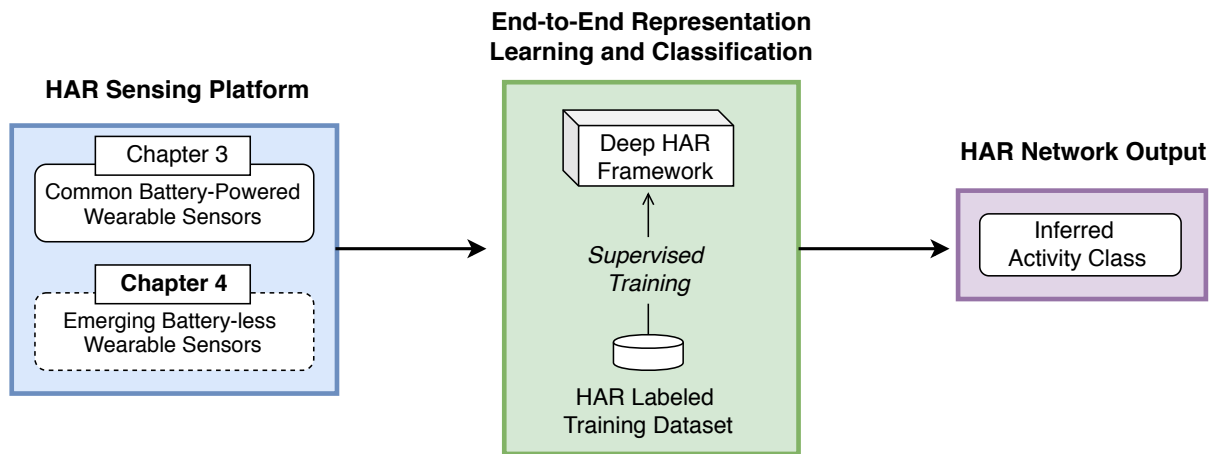 HAR Sensing Platform
Chapter 3
Common Battery-Powered
Wearable Sensors
Chapter 4
Emerging Battery-less
Wearable Sensors
End-to-End Representation
Learning and Classification
Deep HAR
Framework
Supervised
Training
HAR Labeled
Training Dataset
HAR Network Output
Inferred
Activity Class